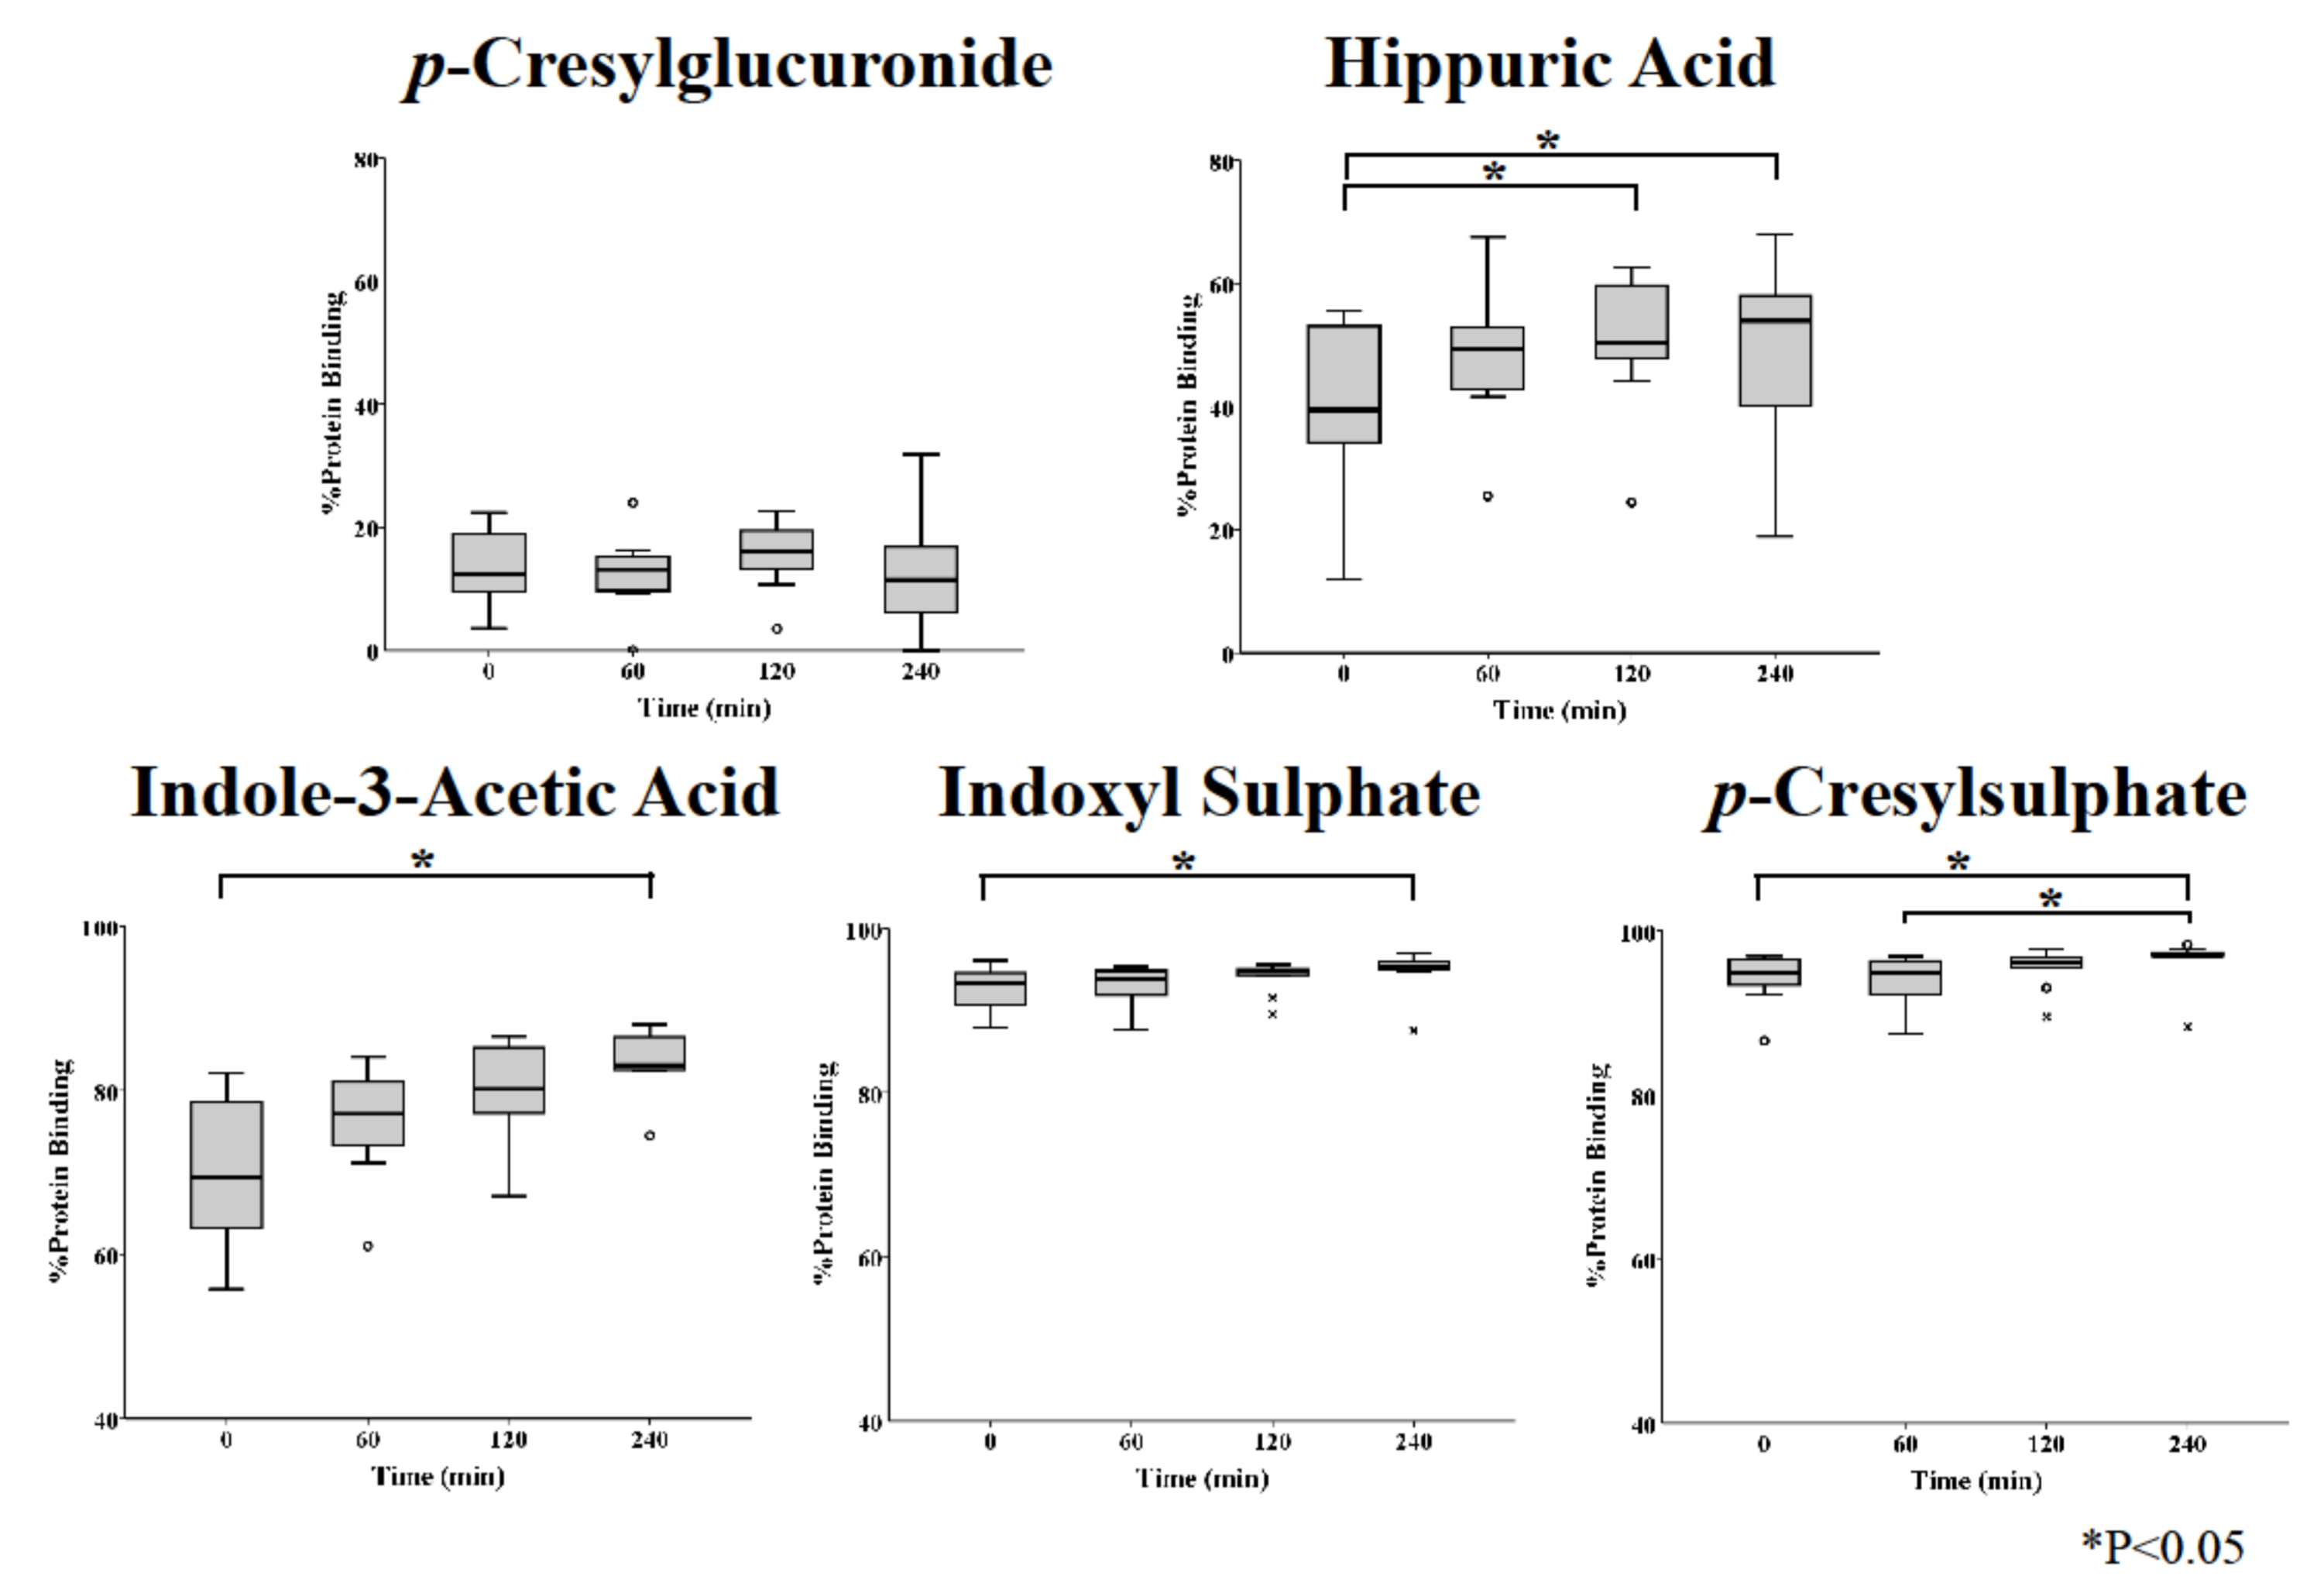 p-Cresylglucuronide
Hippuric Acid
80
60
40
20
0
%Protein Binding
0 60 120 240
Time (min)
*
*
80
60
40
20
0
%Protein Binding
0 60 120 240
Time (min)
Indole-3-Acetic Acid
Indoxyl Sulphate
p-Cresylsulphate
*
100
80
60
40
%Protein Binding
0 60 120 240
Time (min)
*
100
80
60
40
%Protein Binding
0 60 120 240
Time (min)
*
*
100
80
60
40
%Protein Binding
0 60 120 240
Time (min)
*P<0.05